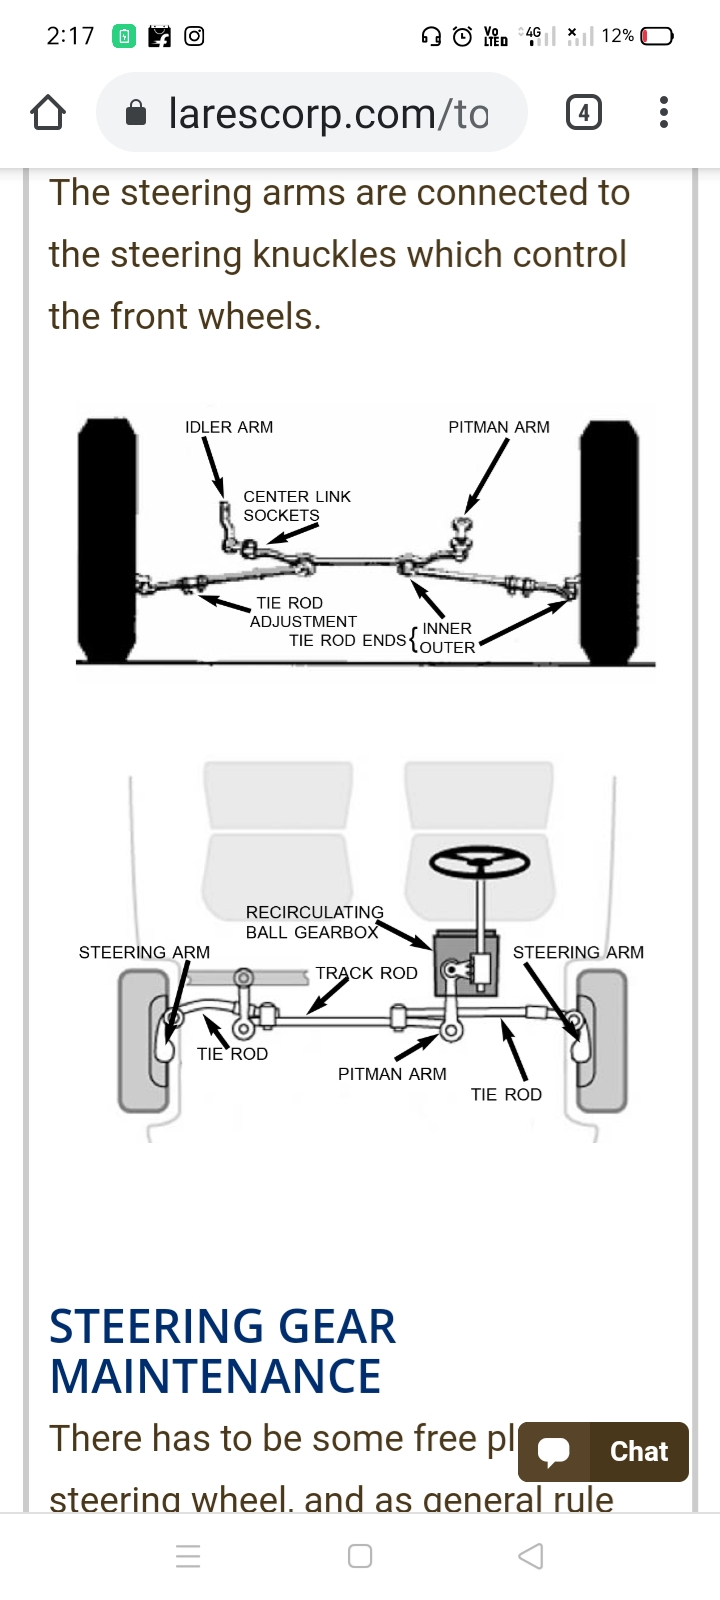 2:17
Vo LTE D
4G
12%
larescorp.com/to
4
The steering arms are connected to
the steering knuckles which control
the front wheels.
IDLER ARM
PITMAN ARM
CENTER LINK
SOCKETS
TIE ROD
ADJUSTMENT
TIE ROD ENDS { INNER
OUTER
RECIRCULATING
BALL GEARBOX
STEERING ARM
STEERING ARM
TRACK ROD
TIE ROD
PITMAN ARM
TIE ROD
STEERING GEAR
MAINTENANCE
There has to be some free pl
Chat
steering wheel, and as general rule